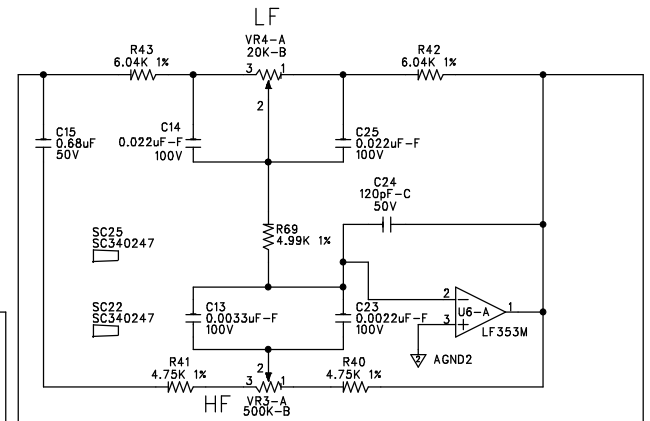 LF
VR4-A
20K-B
R43
6.04K 1%
R42
6.04K 1%
3
1
2
C15
0.68uF
50V
C14
0.022uF-F
100V
C25
0.022uF-F
100V
C24
120pF-C
50V
SC25
SC340247
R69
4.99K 1%
SC22
SC340247
C13
0.0033uF-F
100V
C23
0.0022uF-F
100V
2
3
U6-A
1
LF353M
2
AGND2
R41
4.75K 1%
2
3
1
R40
4.75K 1%
HF
VR3-A
500K-B